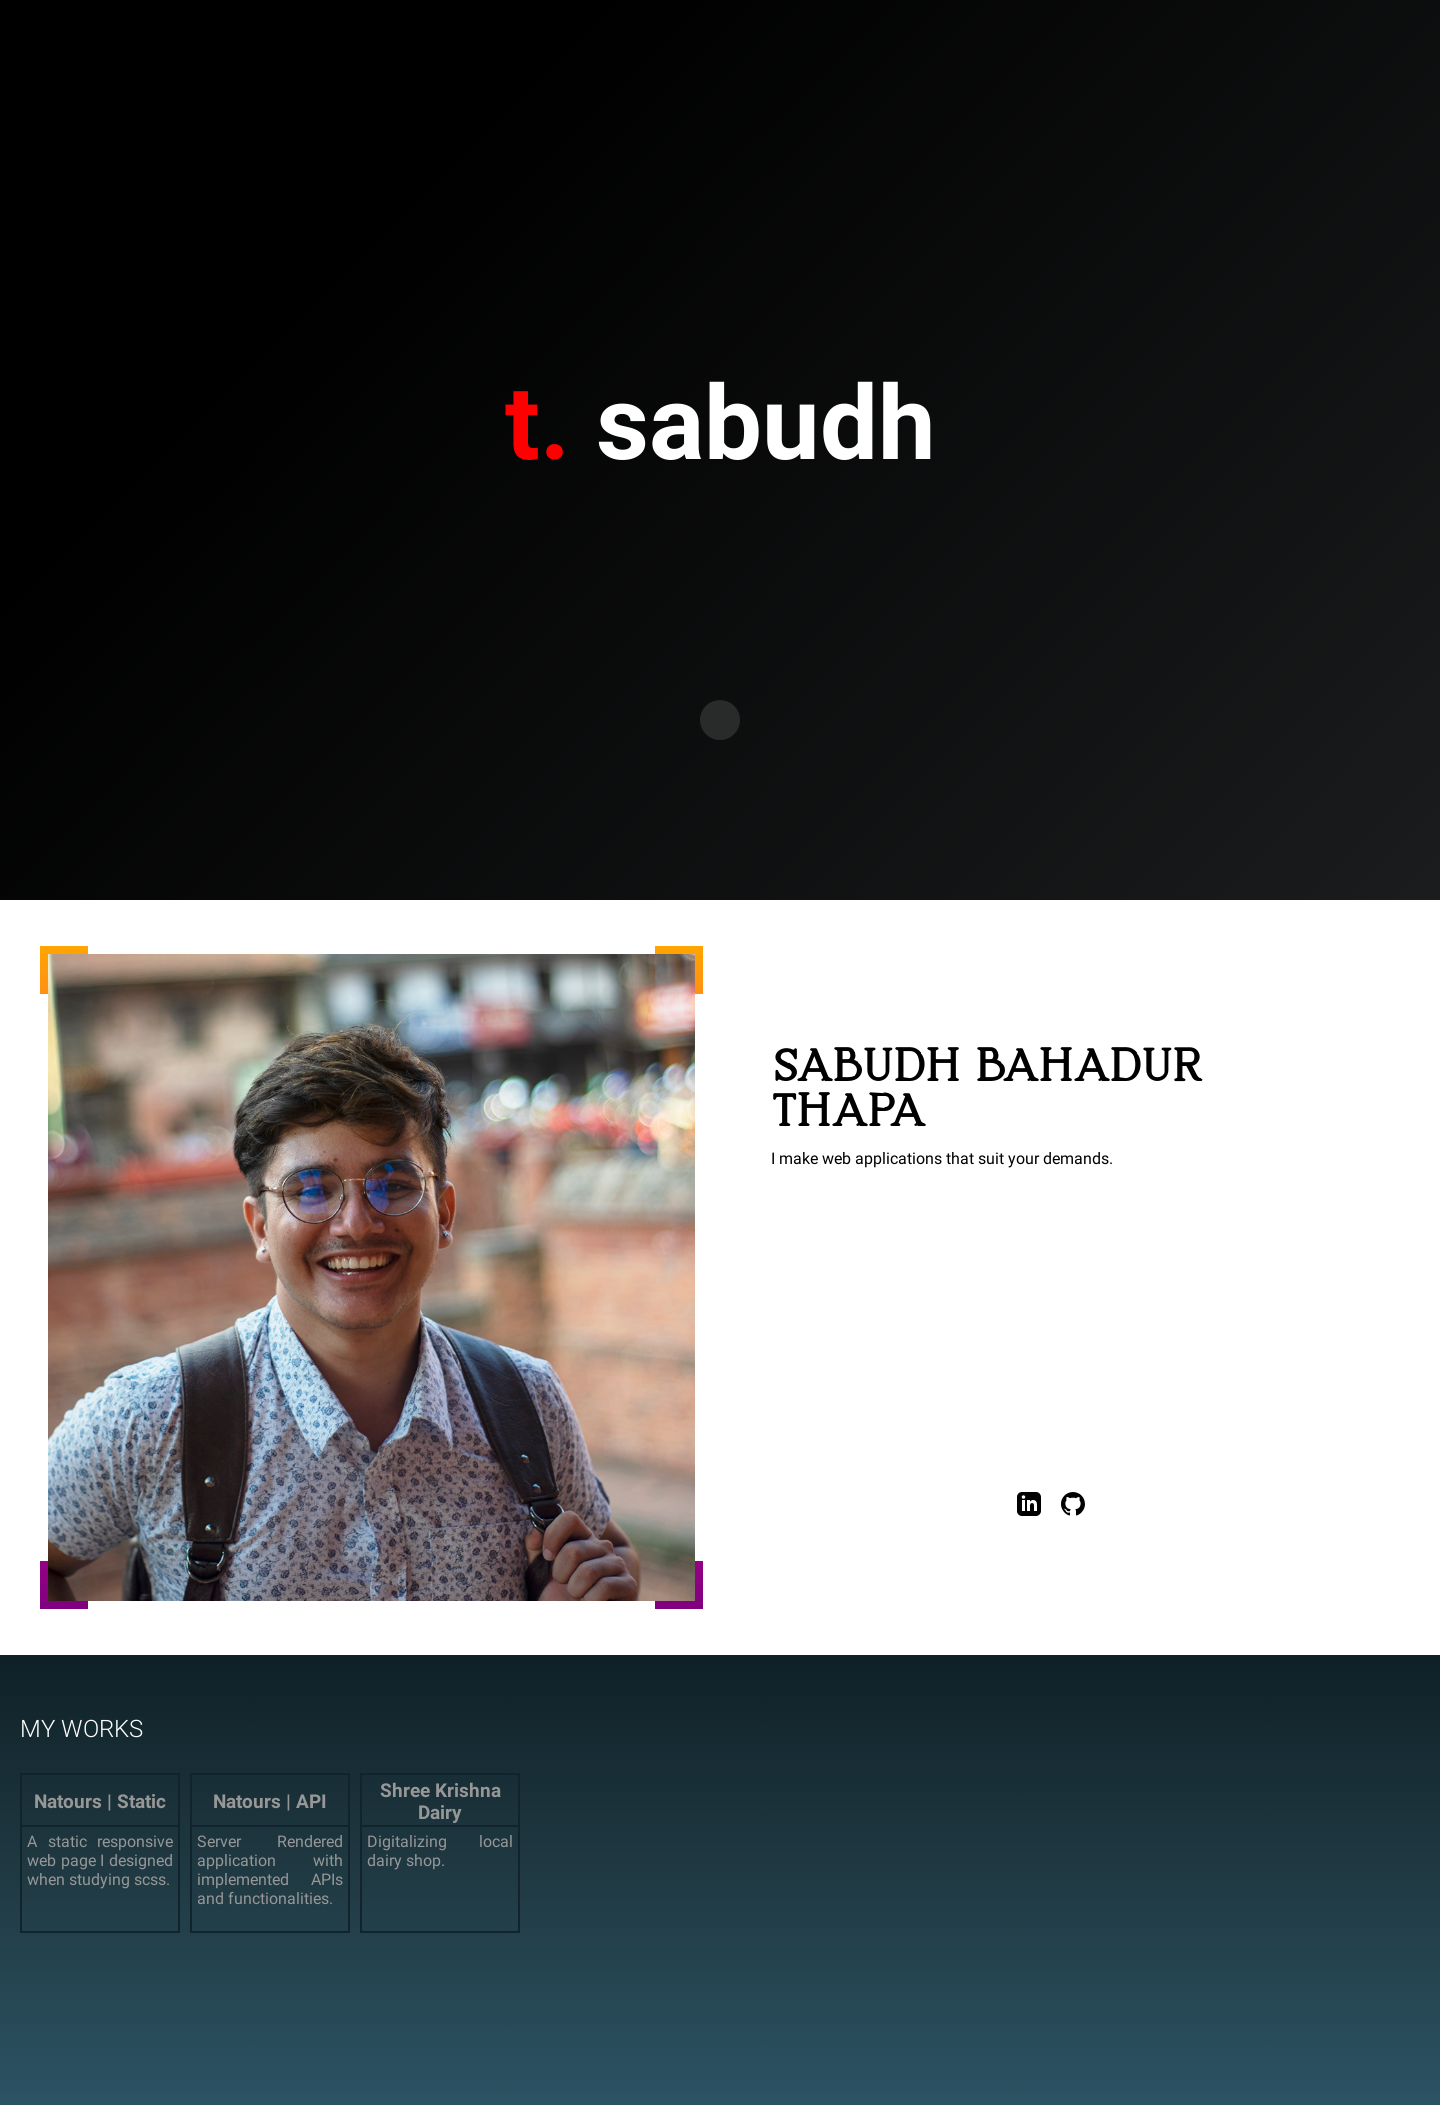 t. sabudh
SABUDH BAHADUR
THAPA
I make web applications that suit your demands.
in
MY WORKS
Natours | Static
A static responsive
web page I designed
when studying scss.
Natours | API
Server Rendered
application with
implemented APIs
and functionalities.
Shree Krishna
Dairy
Digitalizing local
dairy shop.